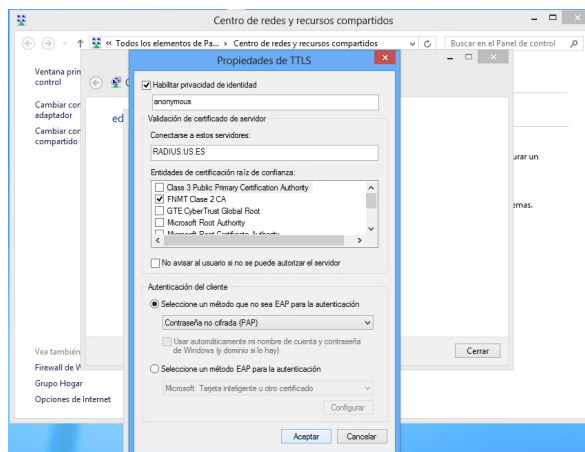 Centro de redes y recursos compartidos
« Todos los elementos de Pa... Centro de redes y recursos compartidos
Buscar en el Panel de control
Propiedades de TTLS
Ventana prin
control
Cambiar con
adaptador
Cambiar con
compartido
ed
Habilitar privacidad de identidad
anonymous
Validación de certificado de servidor
Conectarse a estos servidores:
RADIUS.US.ES
Entidades de certificación raíz de confianza:
Class 3 Public Primary Certification Authority
FNMT Clase 2 CA
GTE CyberTrust Global Root
Microsoft Root Authority
Microsoft Root Certificate Authority
No avisar al usuario si no se puede autorizar el servidor
urar un
emas.
Autenticación del cliente
Seleccione un método que no sea EAP para la autenticación
Contraseña no cifrada (PAP)
Usar automáticamente mi nombre de cuenta y contraseña
de Windows (y dominio si lo hay)
Seleccione un método EAP para la autenticación
Microsoft: Tarjeta inteligente u otro certificado
Configurar
Cerrar
Vea también
Firewall de W
Grupo Hogar
Opciones de Internet
Aceptar Cancelar